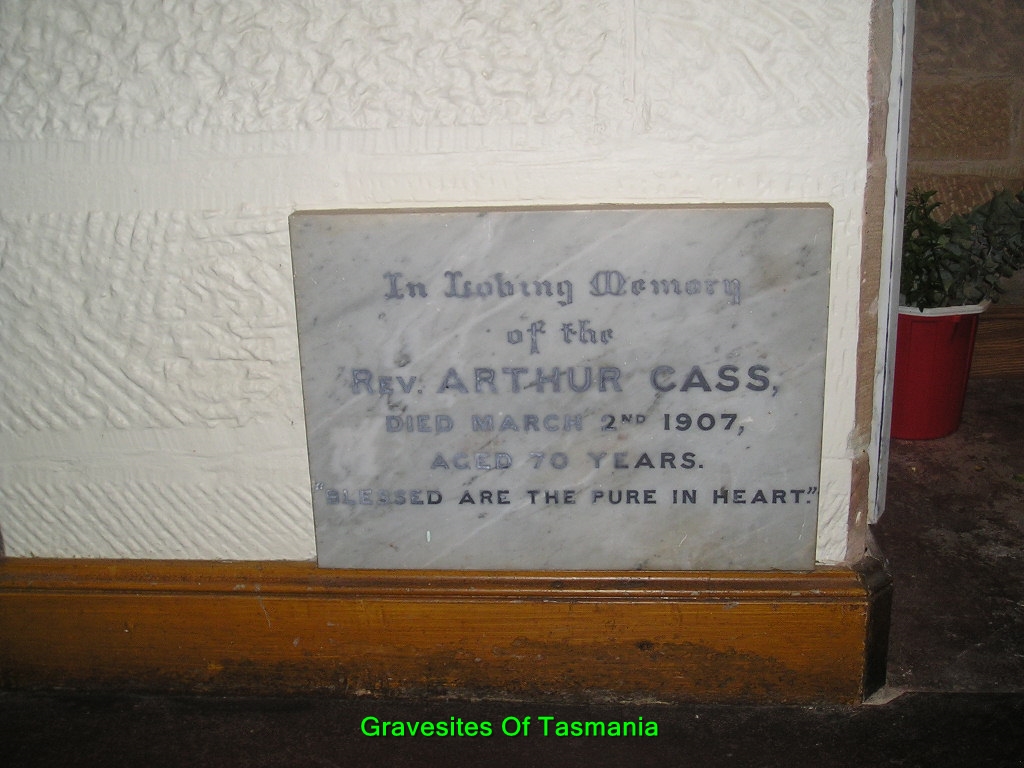 In Loving Memory
of the
REV. ARTHUR CASS,
DIED MARCH 2ND 1907,
AGED 70 YEARS.
"BLESSED ARE THE PURE IN HEART."
Gravesites Of Tasmania